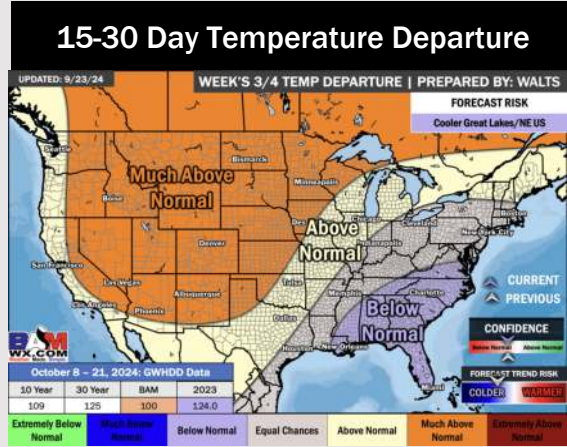 15-30 Day Temperature Departure
UPDATED: 9/23/24
WEEK'S 3/4 TEMP DEPARTURE | PREPARED BY: WALTS
FORECAST RISK
Cooler Great Lakes/NE US
Seattle
Bismarck
Minneapolis
Much Above
Normal
Boise
Boston
Cleveland
New York City
Above
Normal
Indianapolis
Denver
San Francisco
Las Vegas
Tulsa
Los Angeles
Albuquerque
Phoenix
Memphis
Charlotte
Below
Normal
Dallas
Houston
New Orleans
Miami
CURRENT
PREVIOUS
CONFIDENCE
Below Normal Above Normal
FORECAST TREND RISK
COLDER WARMER
BAM
WX.COM
October 8 – 21, 2024: GWHDD Data
10 Year 30 Year BAM 2023
109 125 100 124.0
Extremely Below Normal
Much Below Normal
Below Normal
Equal Chances
Above Normal
Much Above Normal
Extremely Above Normal